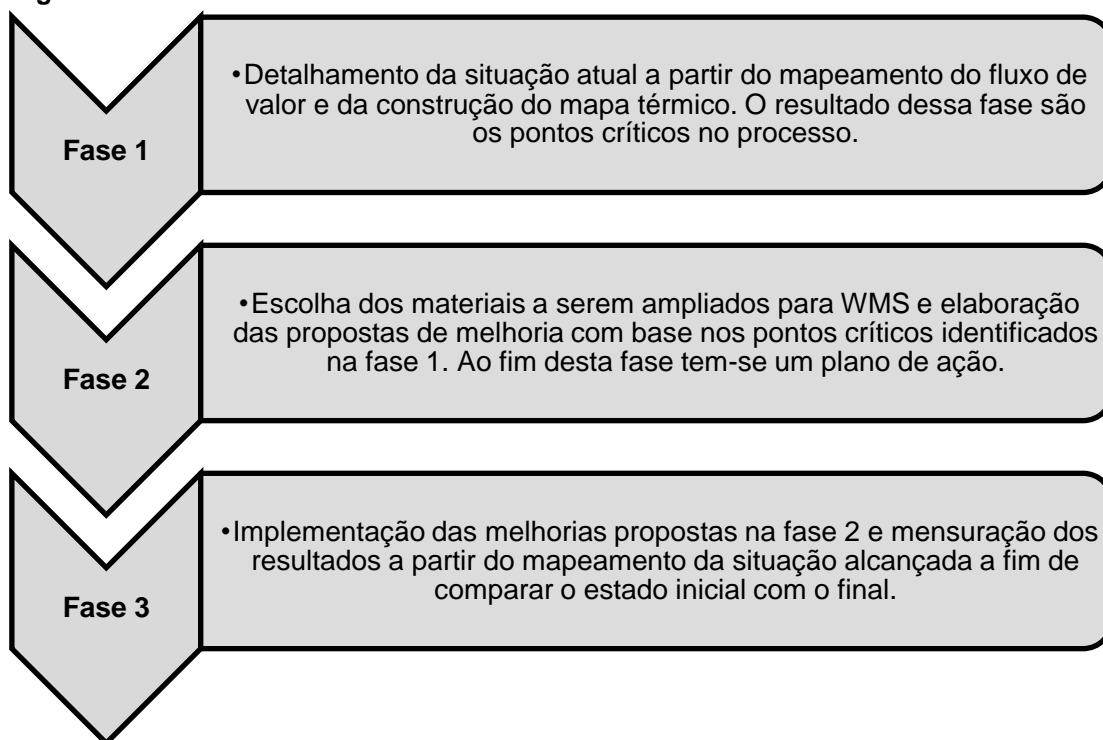 Fase 1
•Detalhamento da situação atual a partir do mapeamento do fluxo de
valor e da construção do mapa térmico. O resultado dessa fase são
os pontos críticos no processo.
Fase 2
•Escolha dos materiais a serem ampliados para WMS e elaboração
das propostas de melhoria com base nos pontos críticos identificados
na fase 1. Ao fim desta fase tem-se um plano de ação.
Fase 3
•Implementação das melhorias propostas na fase 2 e mensuração dos
resultados a partir do mapeamento da situação alcançada a fim de
comparar o estado inicial com o final.